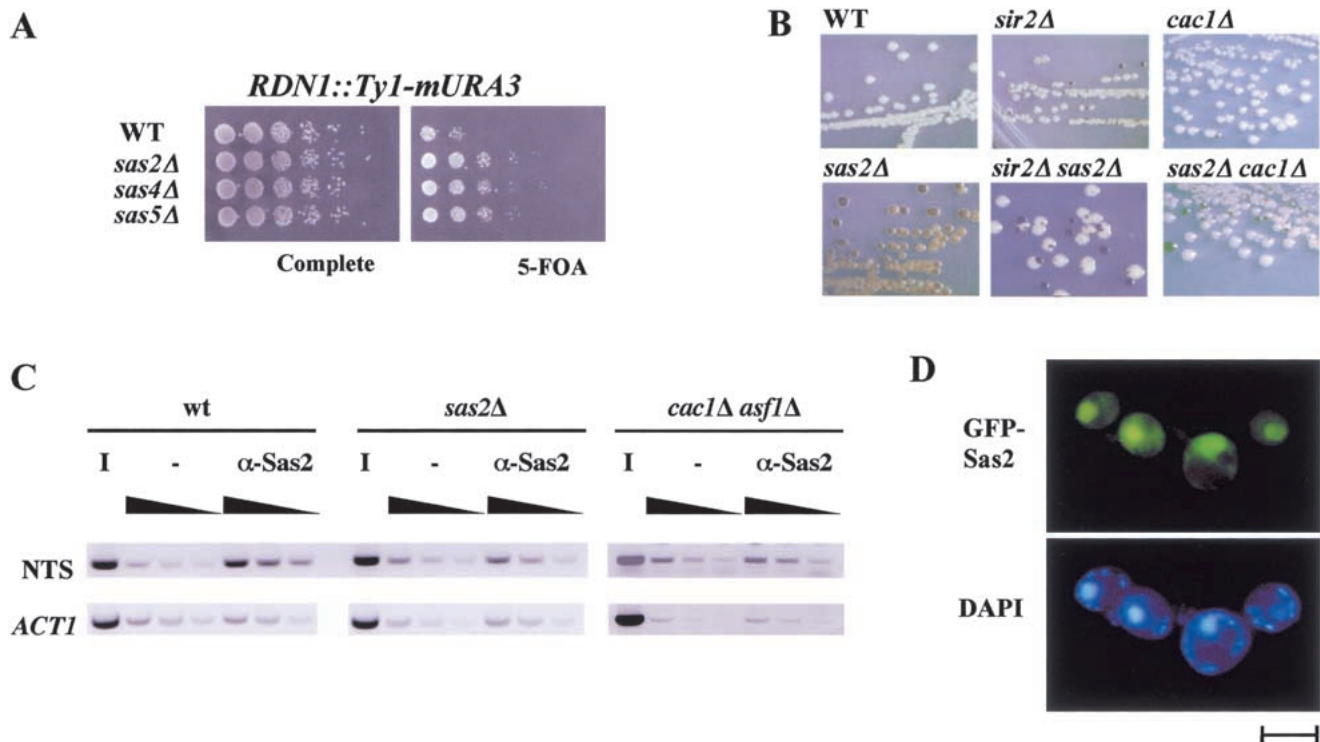 A
RDN1::Ty1-mURA3
WT
sas2Δ
sas4Δ
sas5Δ
Complete
5-FOA
B
WT
sir2Δ
cac1Δ
sas2Δ
sir2Δ sas2Δ
sas2Δ cac1Δ
C
wt
sas2Δ
cac1Δ asf1Δ
I - α-Sas2
I - α-Sas2
I - α-Sas2
NTS
ACT1
D
GFP-
Sas2
DAPI